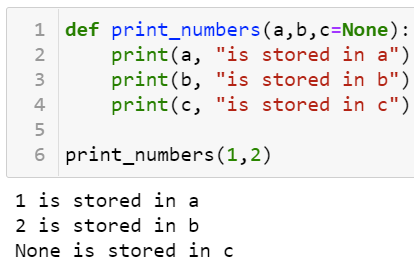 1 def print_numbers(a,b,c=None):
2     print(a, "is stored in a")
3     print(b, "is stored in b")
4     print(c, "is stored in c")
5
6 print_numbers(1,2)
1 is stored in a
2 is stored in b
None is stored in c